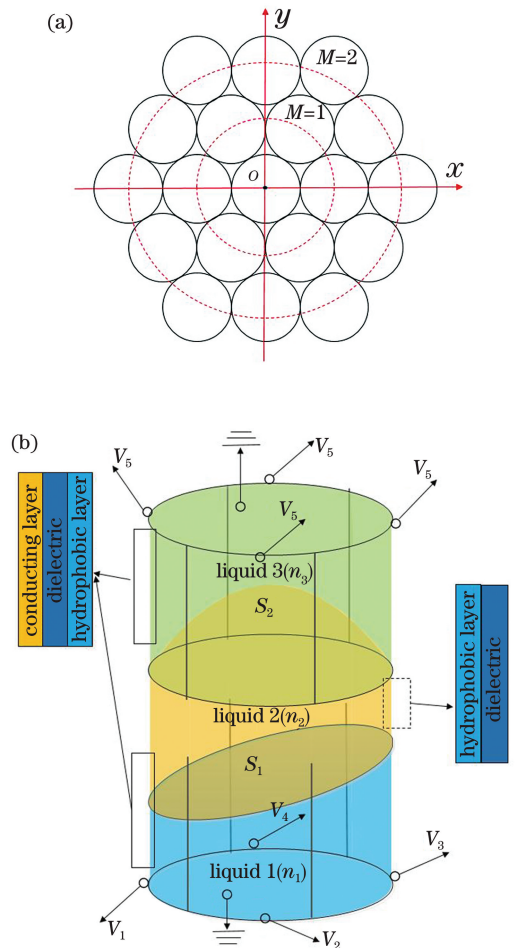 (a)
y
M=2
M=1
O
x
(b)
V5
V5
V5
V5
conducting layer
dielectric
hydrophobic layer
liquid 3(n3)
S2
liquid 2(n2)
hydrophobic layer
dielectric
S1
V4
V3
liquid 1(n1)
V1
V2